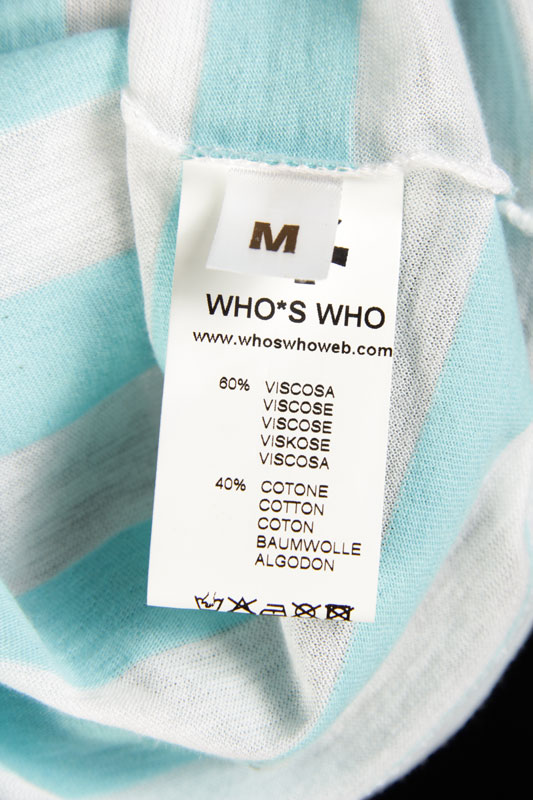 M
WHO*S WHO
www.whoswhoweb.com
60% VISCOSA
VISCOSE
VISCOSE
VISKOSE
VISCOSA
40% COTONE
COTTON
COTON
BAUMWOLLE
ALGODON